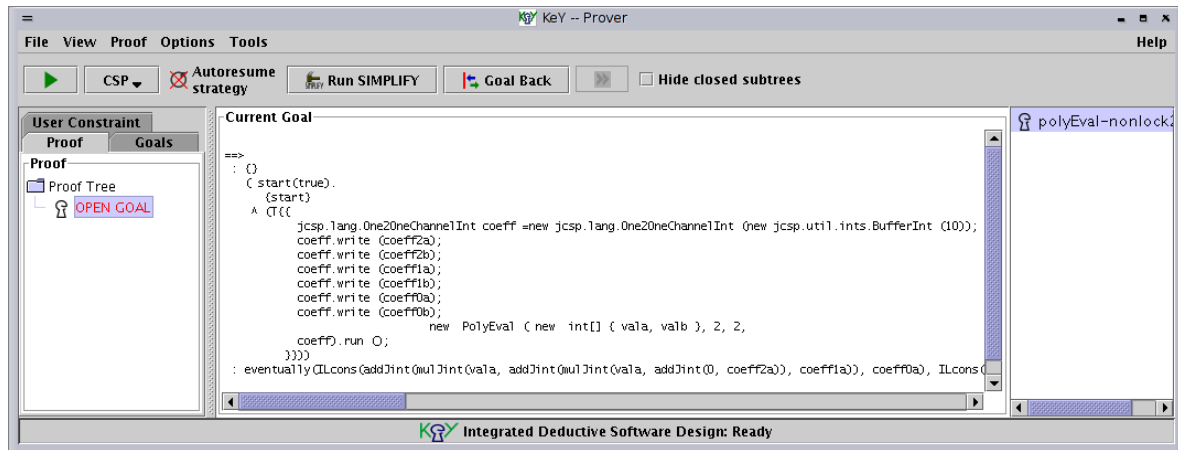 KeY -- Prover
File View Proof Options Tools Help
CSP Autoresume strategy Run SIMPLIFY Goal Back Hide closed subtrees
User Constraint
Proof Goals
Proof
Proof Tree
OPEN GOAL
Current Goal
==>
: {}
( start(true).
{start}
^ (T{{
jcsp.lang.One2OneChannelInt coeff =new jcsp.lang.One2OneChannelInt (new jcsp.util.ints.BufferInt (10));
coeff.write (coeff2a);
coeff.write (coeff2b);
coeff.write (coeff1a);
coeff.write (coeff1b);
coeff.write (coeff0a);
coeff.write (coeff0b);
new PolyEval ( new int[] { vala, valb }, 2, 2,
coeff).run ();
}})))
: eventually(ILcons(addJint(mulJint(vala, addJint(mulJint(vala, addJint(0, coeff2a)), coeff1a)), coeff0a), ILcons(
polyEval-nonlock2
KeY Integrated Deductive Software Design: Ready